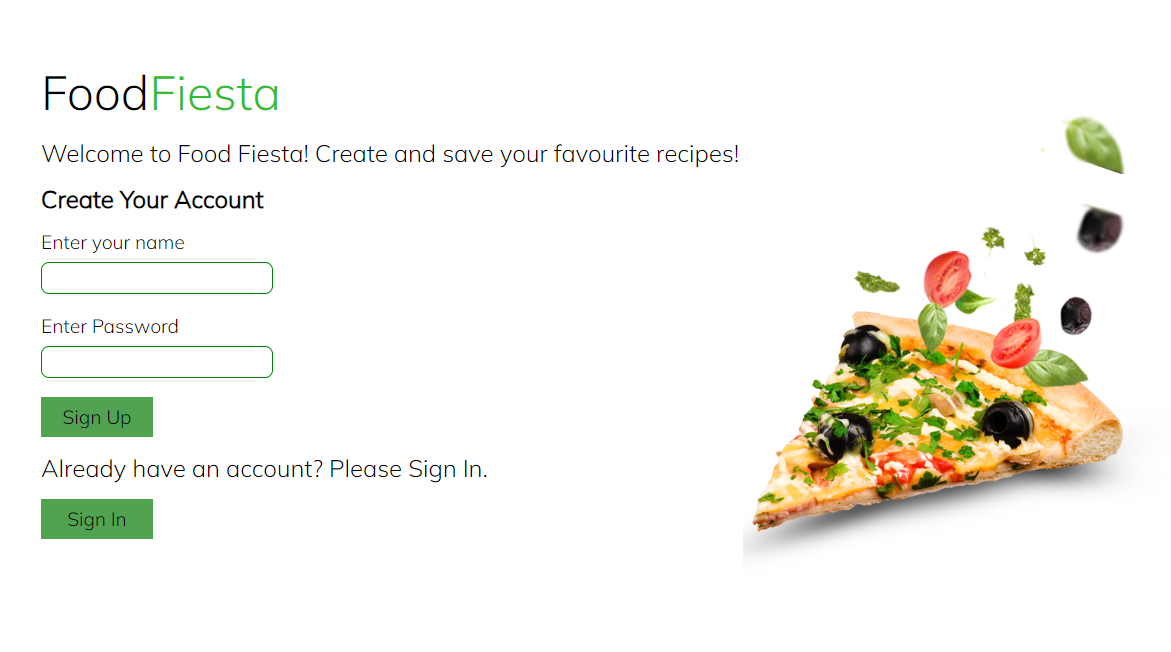 FoodFiesta
Welcome to Food Fiesta! Create and save your favourite recipes!
Create Your Account
Enter your name
Enter Password
Sign Up
Already have an account? Please Sign In.
Sign In